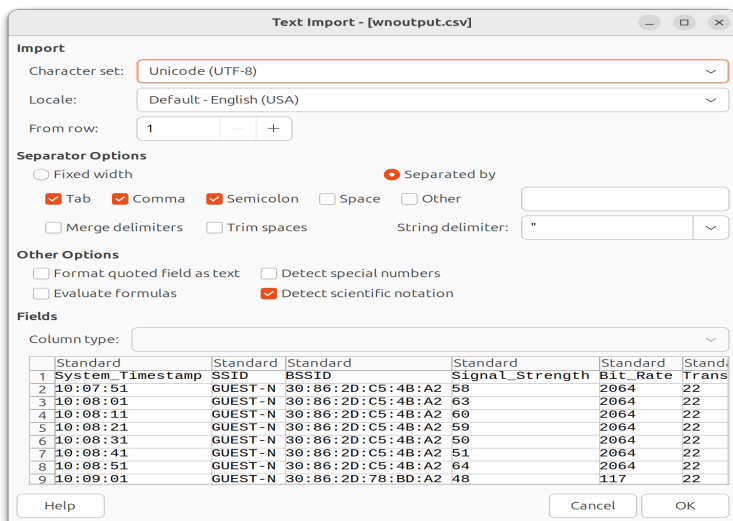 Text Import - [wnoutput.csv]
Import
Character set: Unicode (UTF-8)
Locale: Default - English (USA)
From row: 1
Separator Options
Fixed width Separated by
Tab Comma Semicolon Space Other
Merge delimiters Trim spaces String delimiter: "
Other Options
Format quoted field as text Detect special numbers
Evaluate formulas Detect scientific notation
Fields
Column type:
Standard Standard Standard Standard Standard Standa
1 System_Timestamp SSID BSSID Signal_Strength Bit_Rate Trans
2 10:07:51 GUEST-N 30:86:2D:C5:4B:A2 58 2064 22
3 10:08:01 GUEST-N 30:86:2D:C5:4B:A2 63 2064 22
4 10:08:11 GUEST-N 30:86:2D:C5:4B:A2 60 2064 22
5 10:08:21 GUEST-N 30:86:2D:C5:4B:A2 59 2064 22
6 10:08:31 GUEST-N 30:86:2D:C5:4B:A2 50 2064 22
7 10:08:41 GUEST-N 30:86:2D:C5:4B:A2 51 2064 22
8 10:08:51 GUEST-N 30:86:2D:C5:4B:A2 64 2064 22
9 10:09:01 GUEST-N 30:86:2D:78:BD:A2 48 117 22
Help Cancel OK